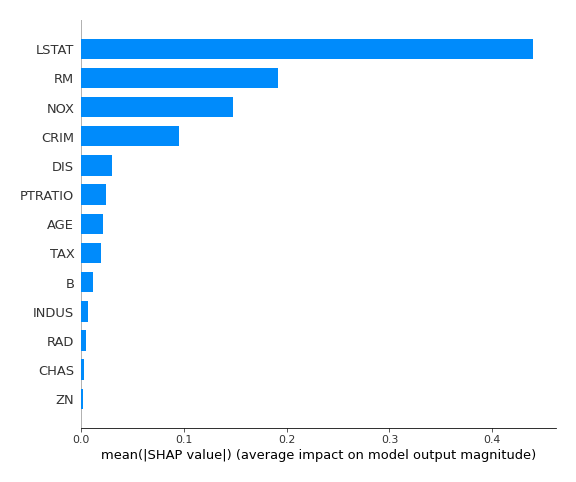 LSTAT
RM
NOX
CRIM
DIS
PTRATIO
AGE
TAX
B
INDUS
RAD
CHAS
ZN
0.0 0.1 0.2 0.3 0.4
mean(|SHAP value|) (average impact on model output magnitude)